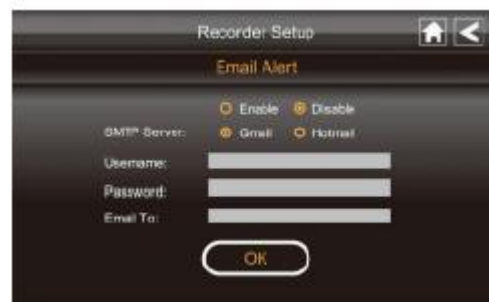 Recorder Setup
Email Alert
Enable Disable
SMTP Server: Gmail Hotmail
Username:
Password:
Email To:
OK